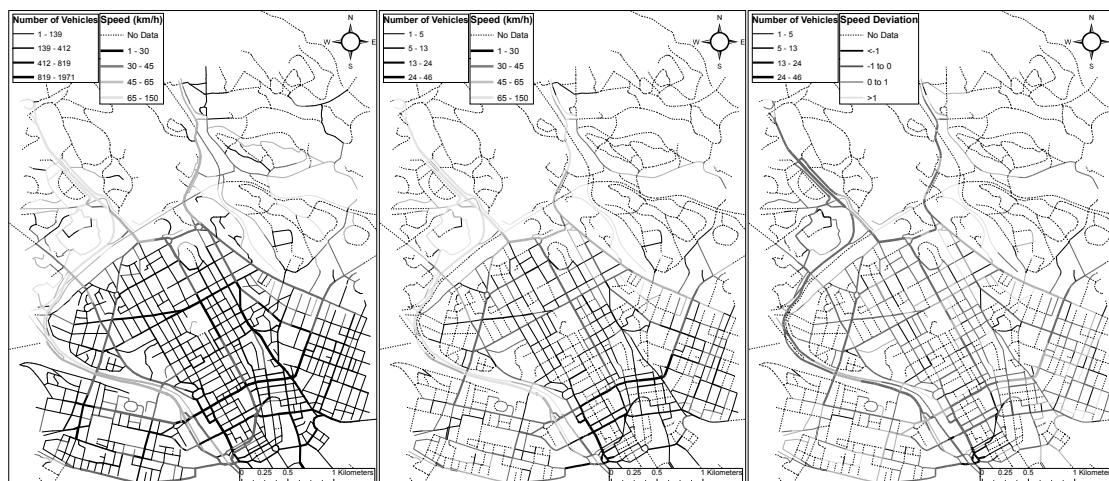 Number of Vehicles
1 - 139
139 - 412
412 - 819
819 - 1971
Speed (km/h)
No Data
1 - 30
30 - 45
45 - 65
65 - 150
N
W E
S
0 0.25 0.5 1 Kilometers
Number of Vehicles
1 - 5
5 - 13
13 - 24
24 - 46
Speed (km/h)
No Data
1 - 30
30 - 45
45 - 65
65 - 150
N
W E
S
0 0.25 0.5 1 Kilometers
Number of Vehicles
1 - 5
5 - 13
13 - 24
24 - 46
Speed Deviation
No Data
<-1
-1 to 0
0 to 1
>1
N
W E
S
0 0.25 0.5 1 Kilometers